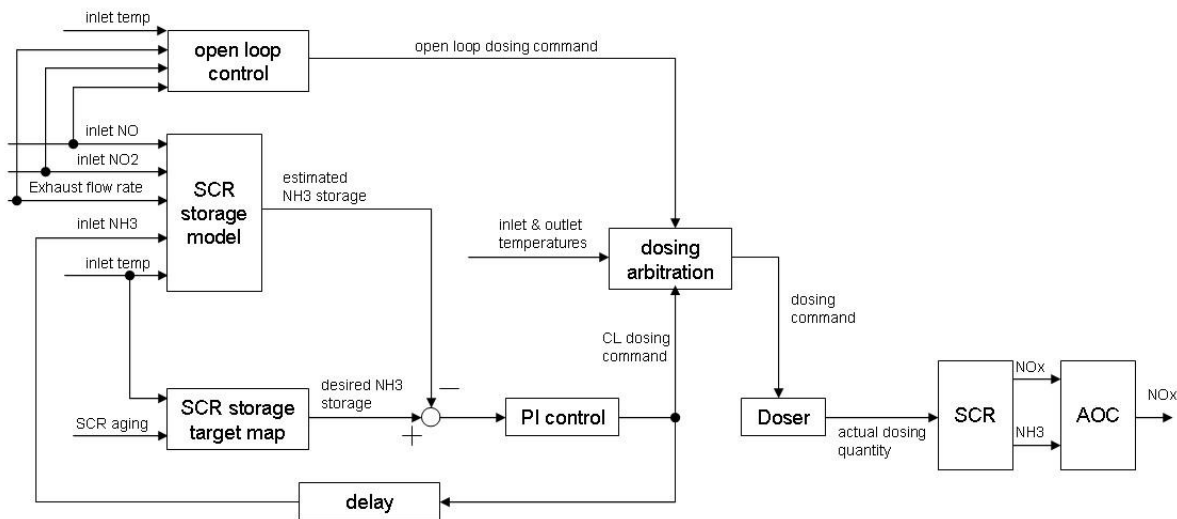 inlet temp
open loop
control
open loop dosing command
inlet NO
inlet NO2
Exhaust flow rate
inlet NH3
inlet temp
SCR
storage
model
estimated
NH3 storage
inlet & outlet
temperatures
dosing
arbitration
dosing
command
CL dosing
command
SCR aging
SCR storage
target map
desired NH3
storage
—
+
PI control
Doser
actual dosing
quantity
SCR
NOx
NH3
AOC
NOx
delay